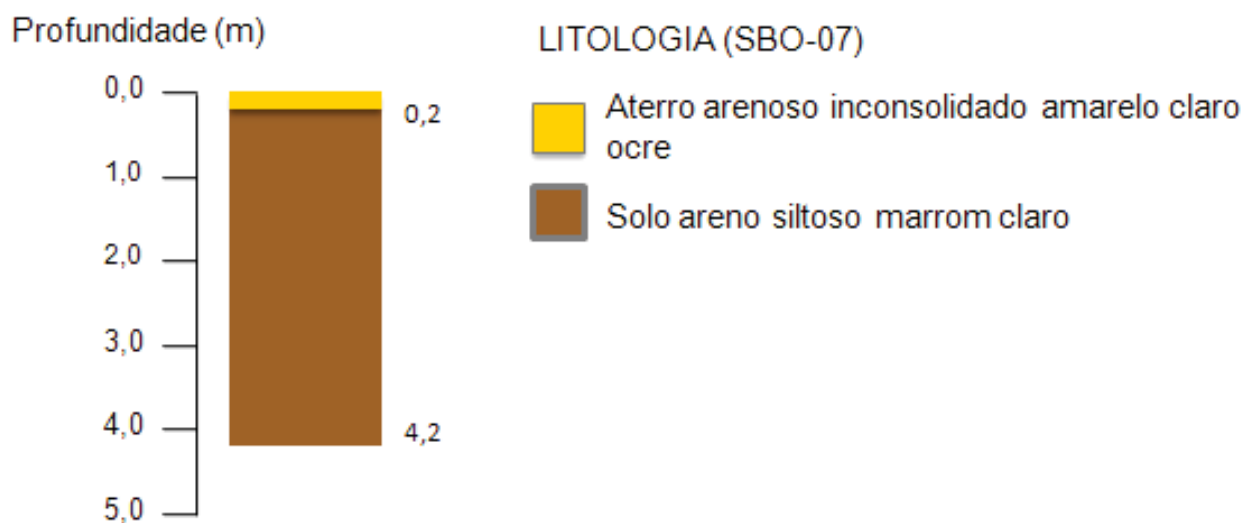 Profundidade (m)
0,0
0,2
1,0
2,0
3,0
4,0
4,2
5,0
LITOLOGIA (SBO-07)
Aterro arenoso inconsolidado amarelo claro
ocre
Solo areno siltoso marrom claro